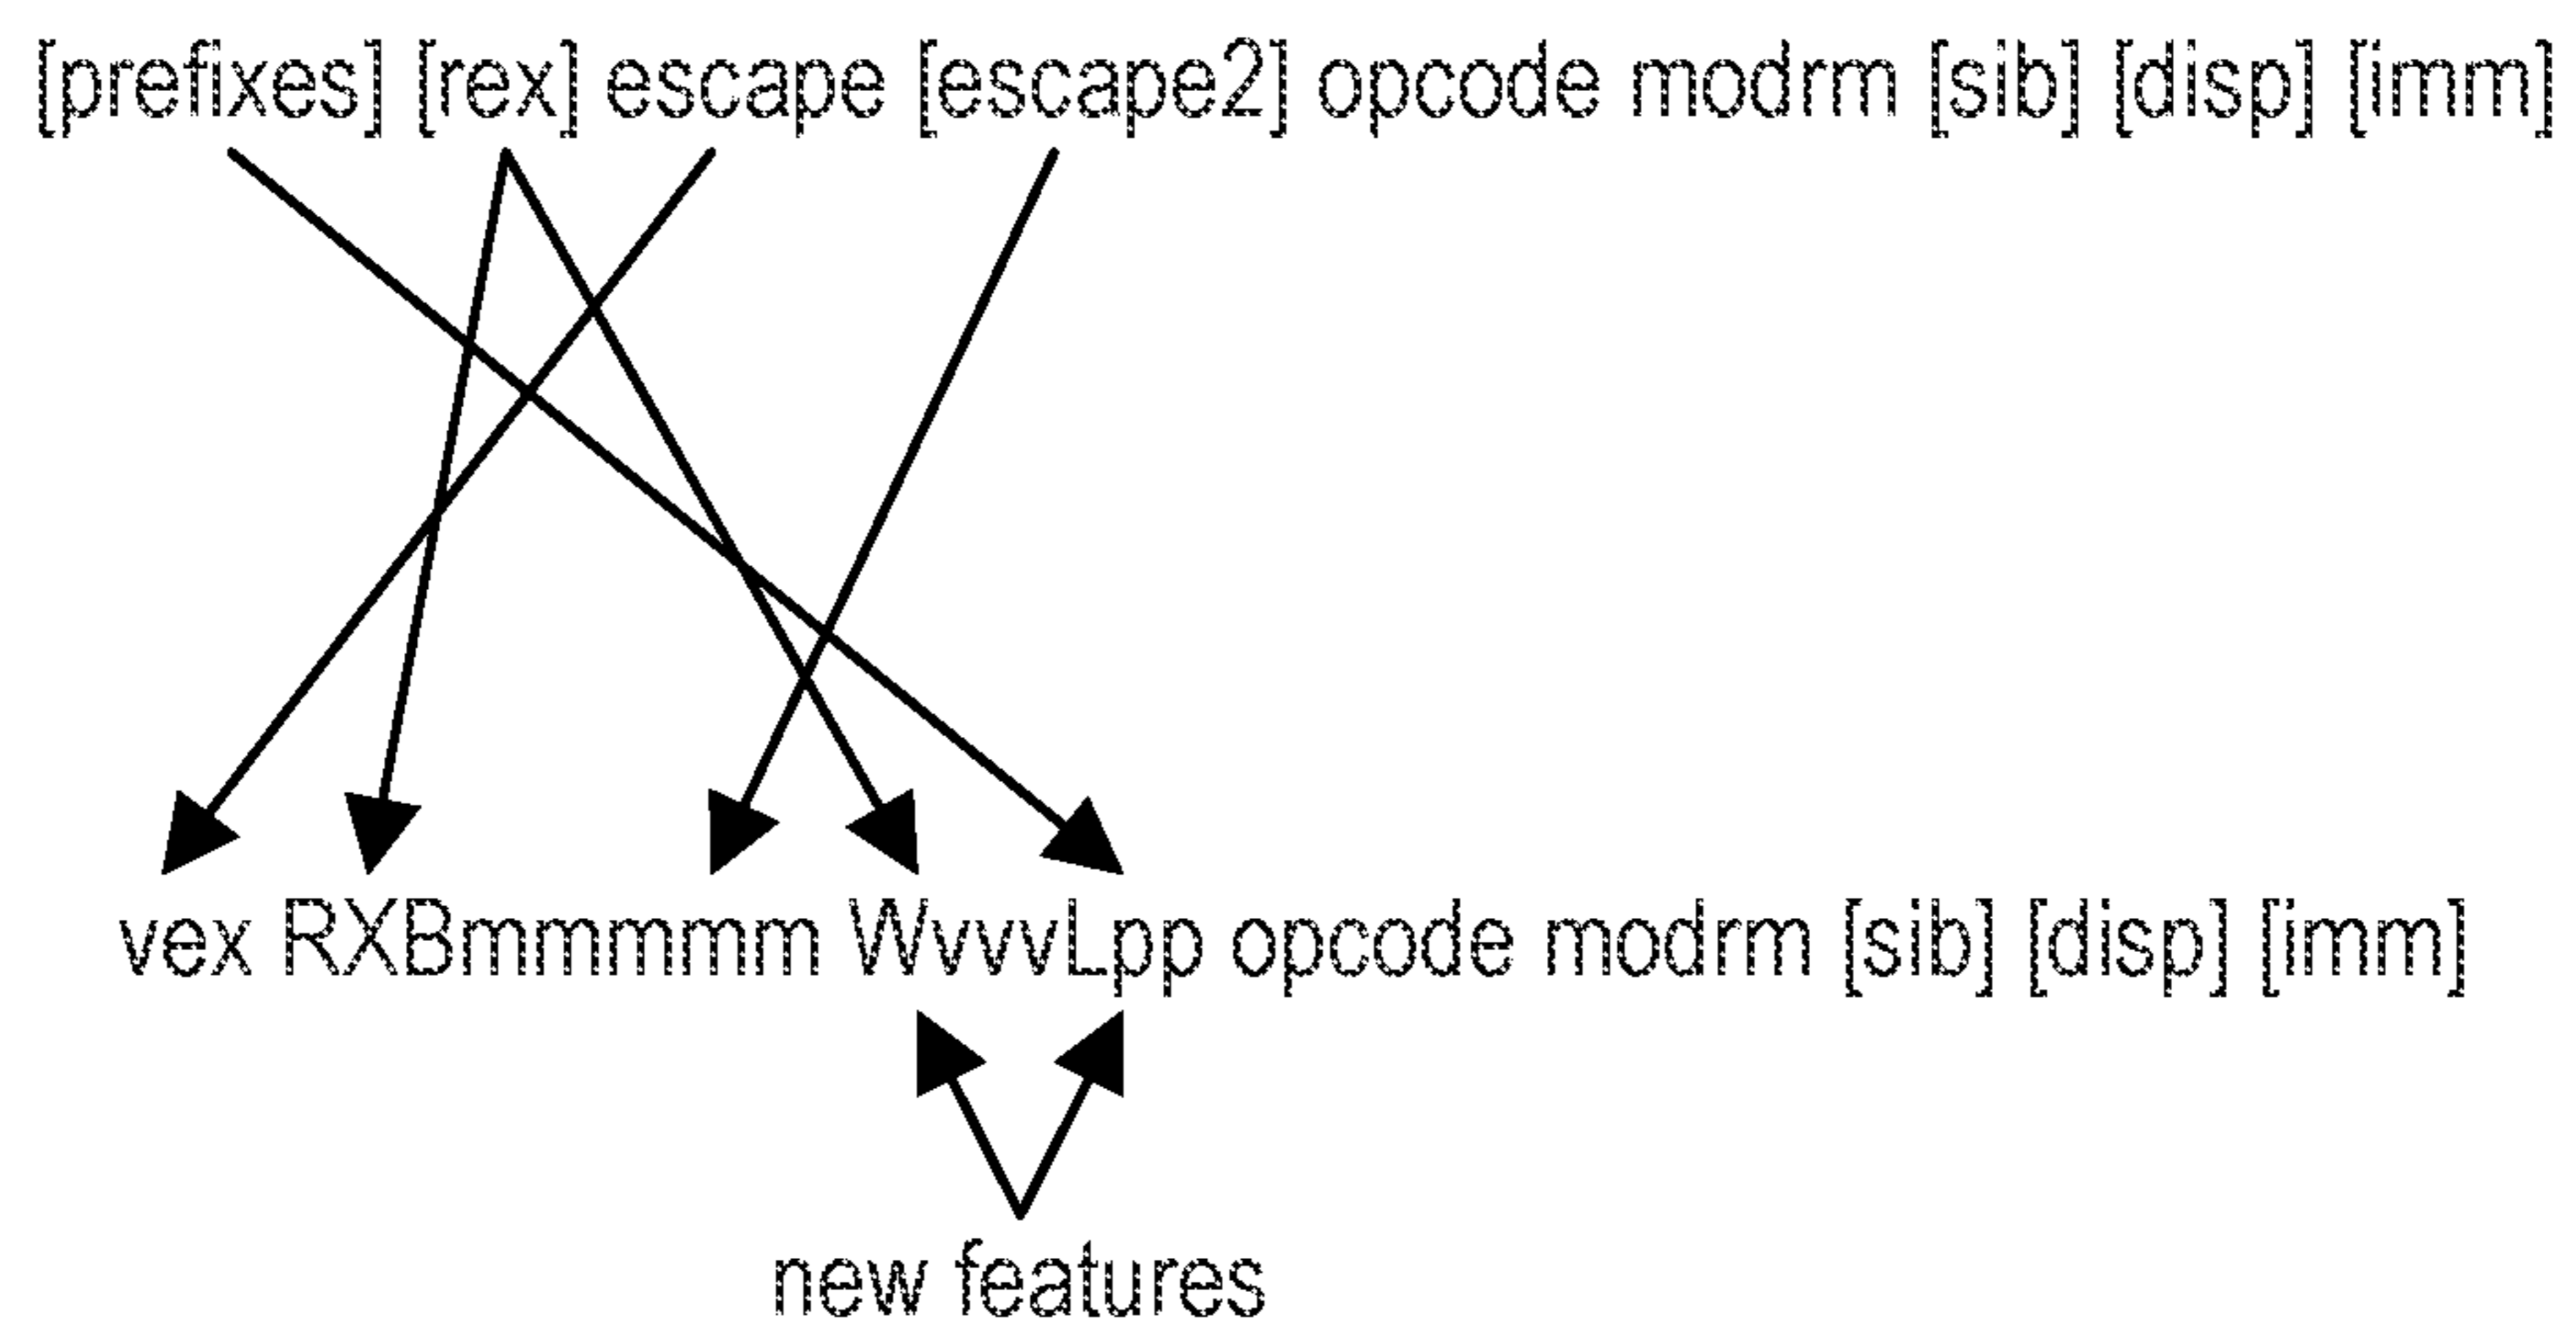 [prefixes] [rex] escape [escape2] opcode modrm [sib] [disp] [imm]
vex RXBmmmmm WvvvLpp opcode modrm [sib] [disp] [imm]
new features